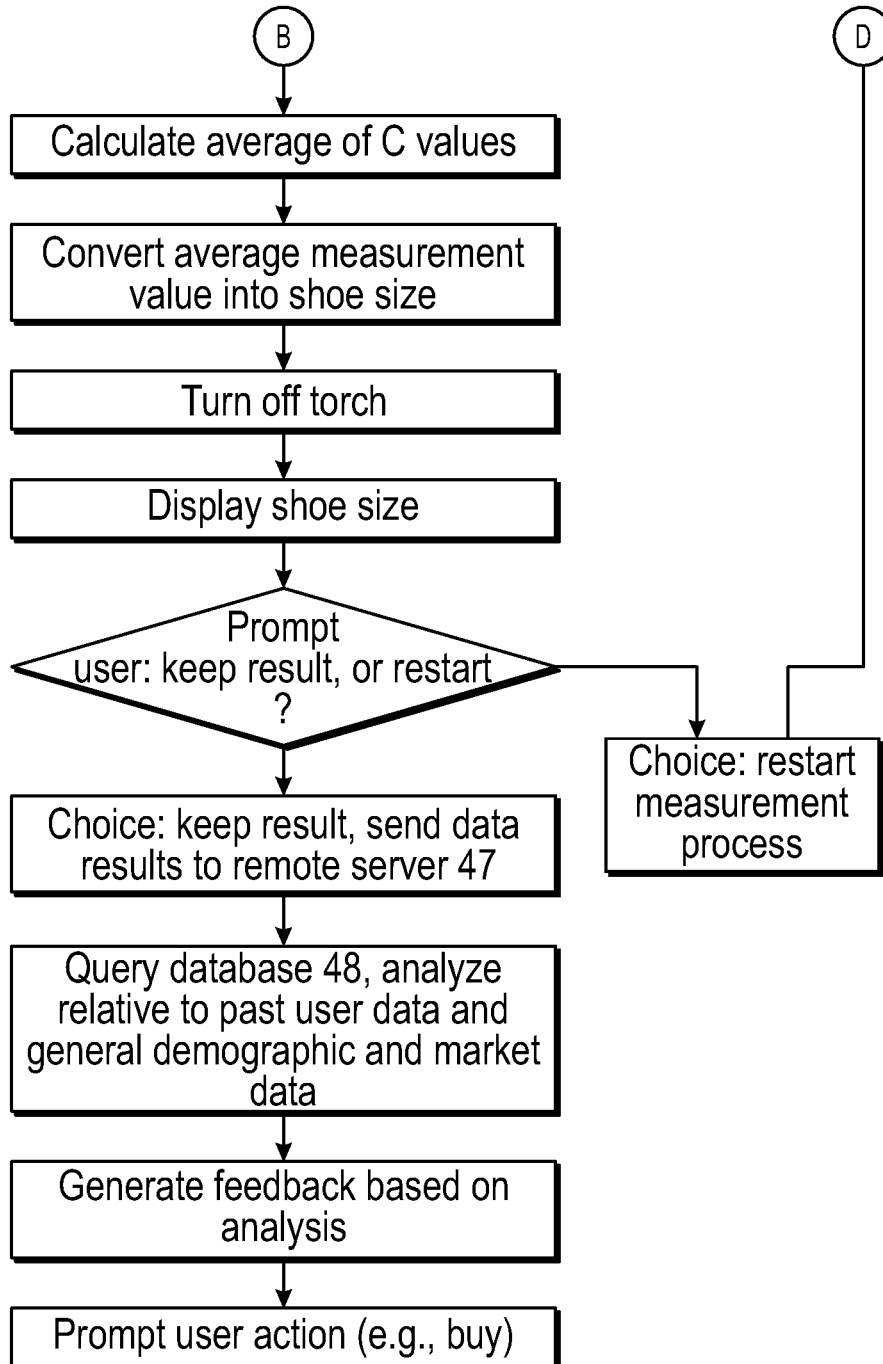 B
D
Calculate average of C values
Convert average measurement
value into shoe size
Turn off torch
Display shoe size
Prompt
user: keep result, or restart
?
Choice: restart
measurement
process
Choice: keep result, send data
results to remote server 47
Query database 48, analyze
relative to past user data and
general demographic and market
data
Generate feedback based on
analysis
Prompt user action (e.g., buy)